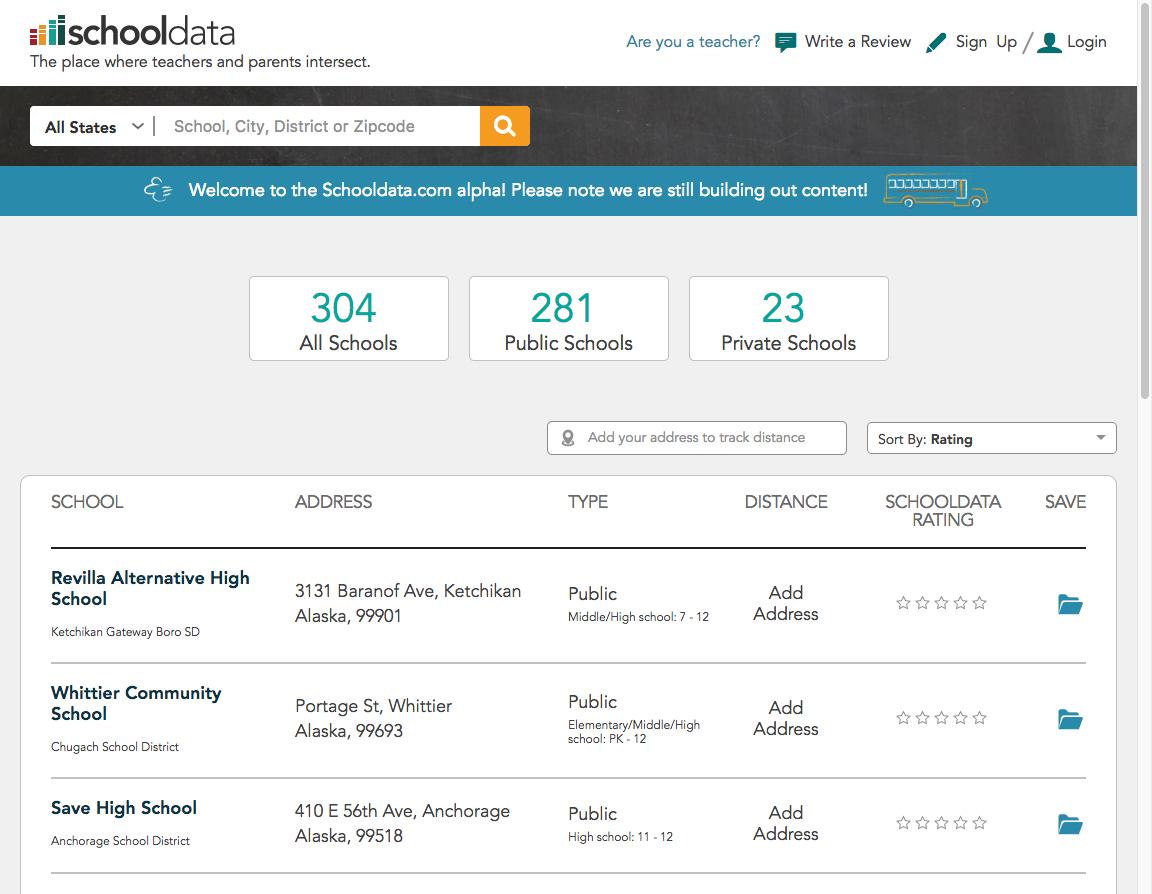 schooldata
The place where teachers and parents intersect.
Are you a teacher? Write a Review Sign Up / Login
All States School, City, District or Zipcode
Welcome to the Schooldata.com alpha! Please note we are still building out content!
304
All Schools
281
Public Schools
23
Private Schools
Add your address to track distance
Sort By: Rating
SCHOOL ADDRESS TYPE DISTANCE SCHOOLDATA
RATING SAVE
Revilla Alternative High
School
Ketchikan Gateway Boro SD
3131 Baranof Ave, Ketchikan
Alaska, 99901
Public
Middle/High school: 7 - 12
Add
Address
Whittier Community
School
Chugach School District
Portage St, Whittier
Alaska, 99693
Public
Elementary/Middle/High
school: PK - 12
Add
Address
Save High School
Anchorage School District
410 E 56th Ave, Anchorage
Alaska, 99518
Public
High school: 11 - 12
Add
Address